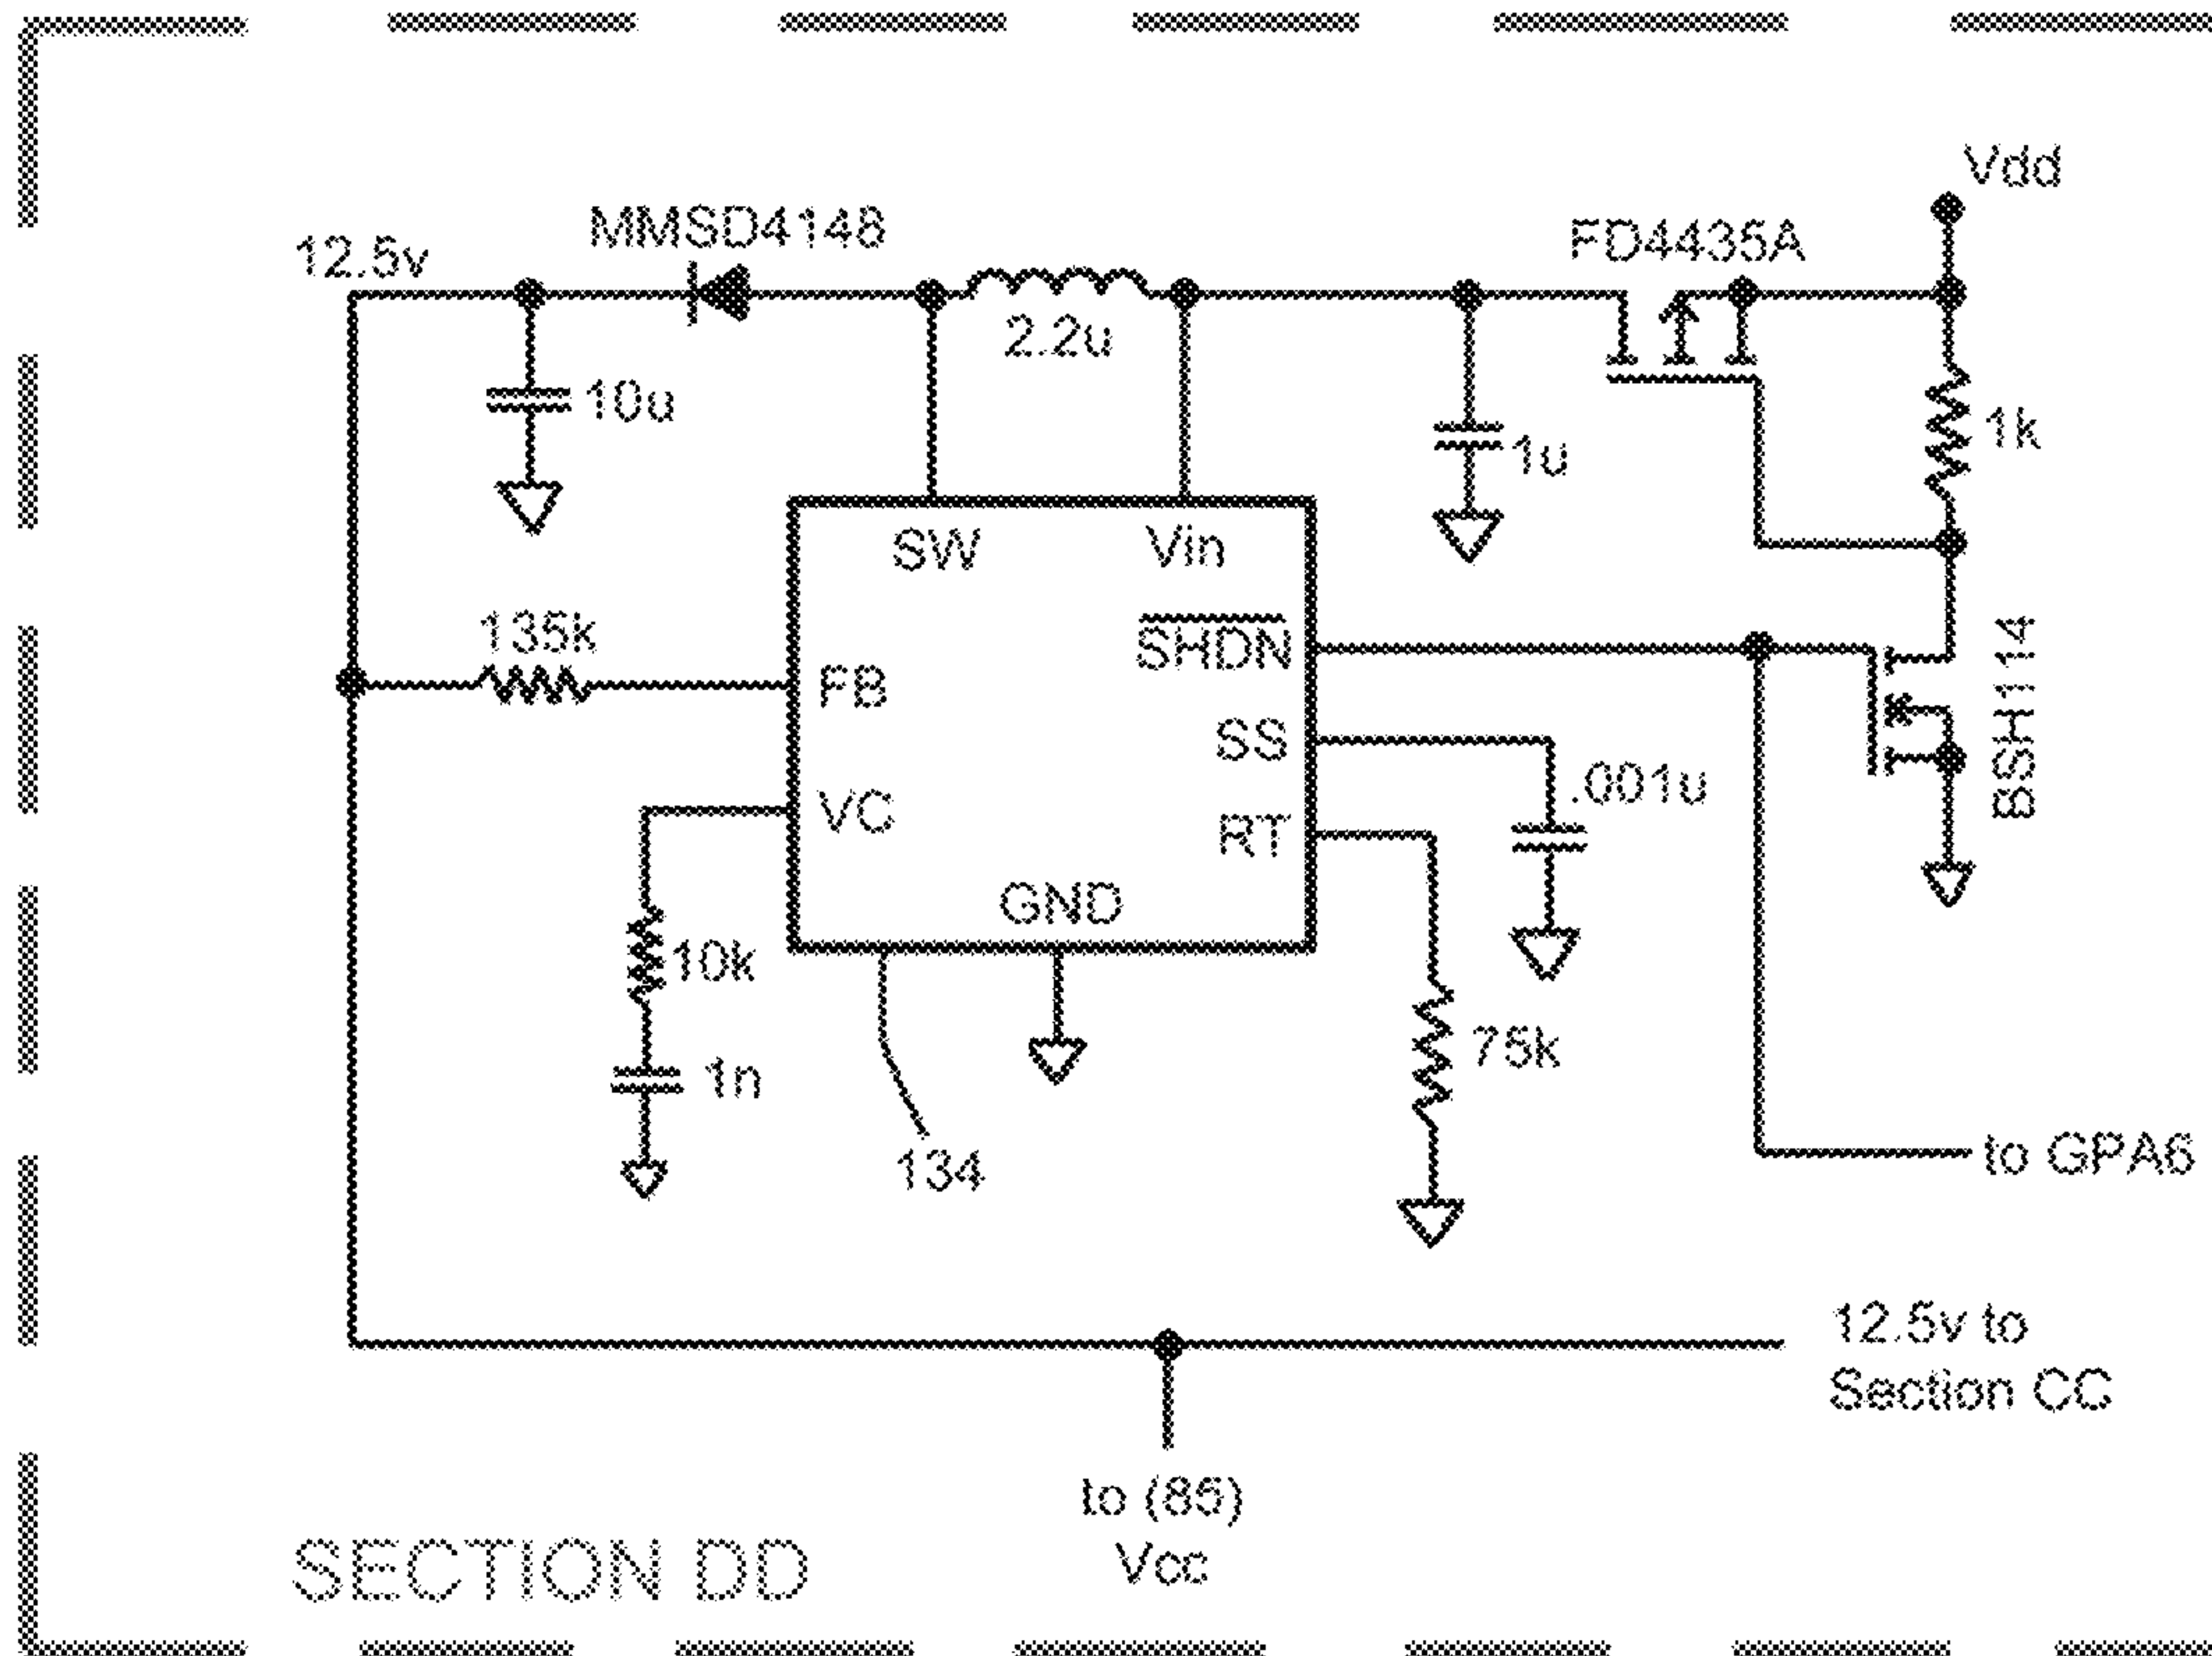 Vdd
MMSD4148
FD4435A
12.5v
2.2u
10u
1k
1u
SW
Vin
135k
SHDN
FB
BSH114
SS
.001u
VC
RT
GND
10k
75k
1n
134
to GPA6
12.5v to
Section CC
to (85)
Vcc
SECTION DD